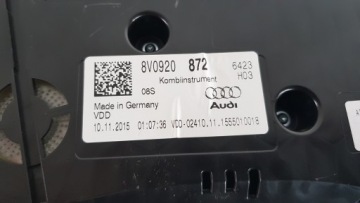 8V0920 872 6423
Kombiinstrument H03
08S
Made in Germany
VDD
Audi
10.11.2015 01:07:36 VDD-02410.11.1555010018